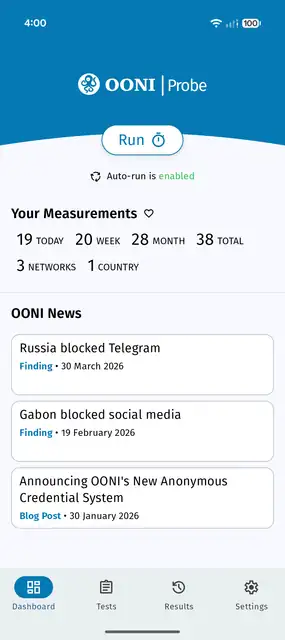 4:00
100
OONI Probe
Run
Auto-run is enabled
Your Measurements
19 TODAY 20 WEEK 28 MONTH 38 TOTAL
3 NETWORKS 1 COUNTRY
OONI News
Russia blocked Telegram
Finding • 30 March 2026
Gabon blocked social media
Finding • 19 February 2026
Announcing OONI's New Anonymous
Credential System
Blog Post • 30 January 2026
Dashboard Tests Results Settings